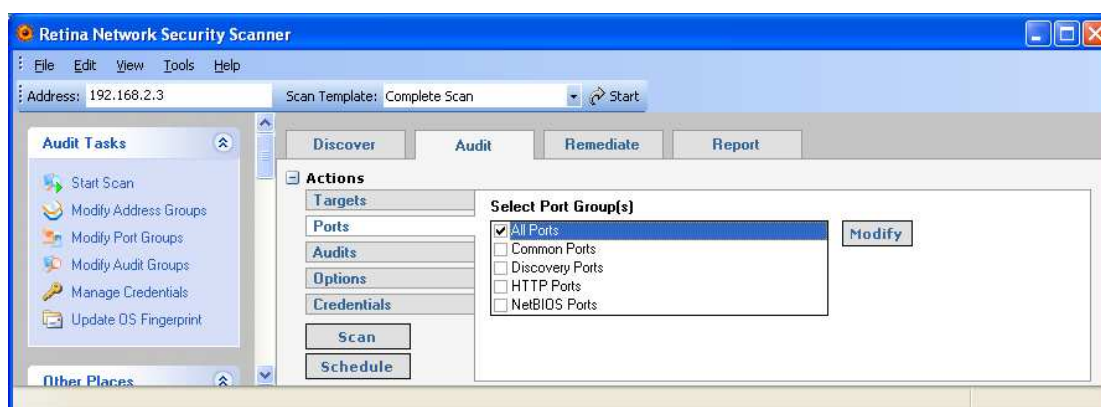 Retina Network Security Scanner
File Edit View Tools Help
Address: 192.168.2.3 Scan Template: Complete Scan Start
Audit Tasks
Start Scan
Modify Address Groups
Modify Port Groups
Modify Audit Groups
Manage Credentials
Update OS Fingerprint
Other Places
Discover Audit Remediate Report
Actions
Targets
Ports
Audits
Options
Credentials
Scan
Schedule
Select Port Group(s)
All Ports
Common Ports
Discovery Ports
HTTP Ports
NetBIOS Ports
Modify